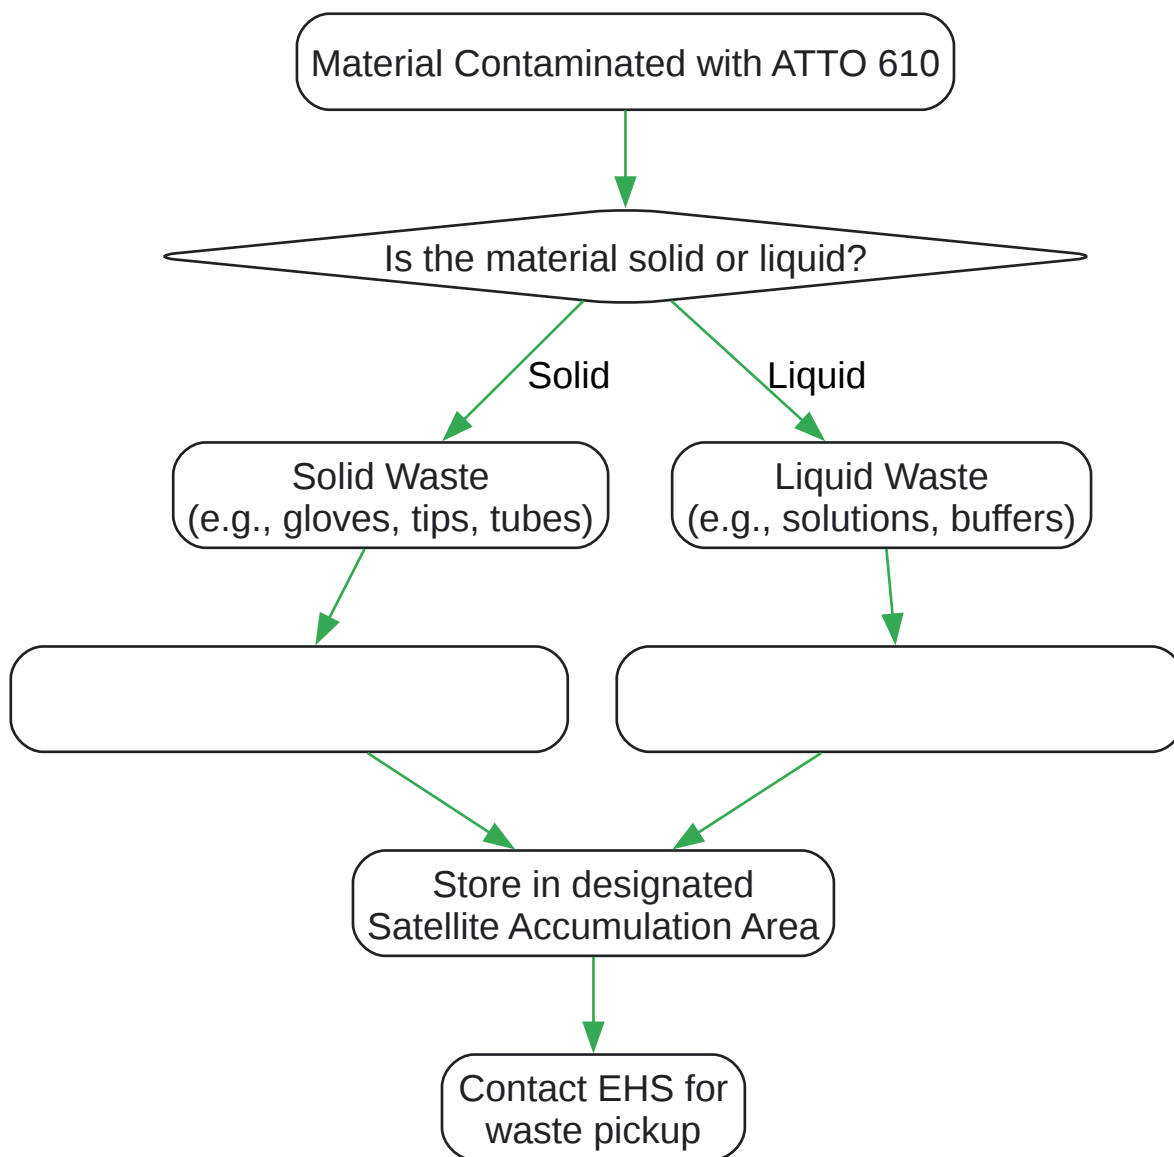 Material Contaminated with ATTO 610
Is the material solid or liquid?
Solid
Liquid
Solid Waste
(e.g., gloves, tips, tubes)
Liquid Waste
(e.g., solutions, buffers)
Store in designated
Satellite Accumulation Area
Contact EHS for
waste pickup